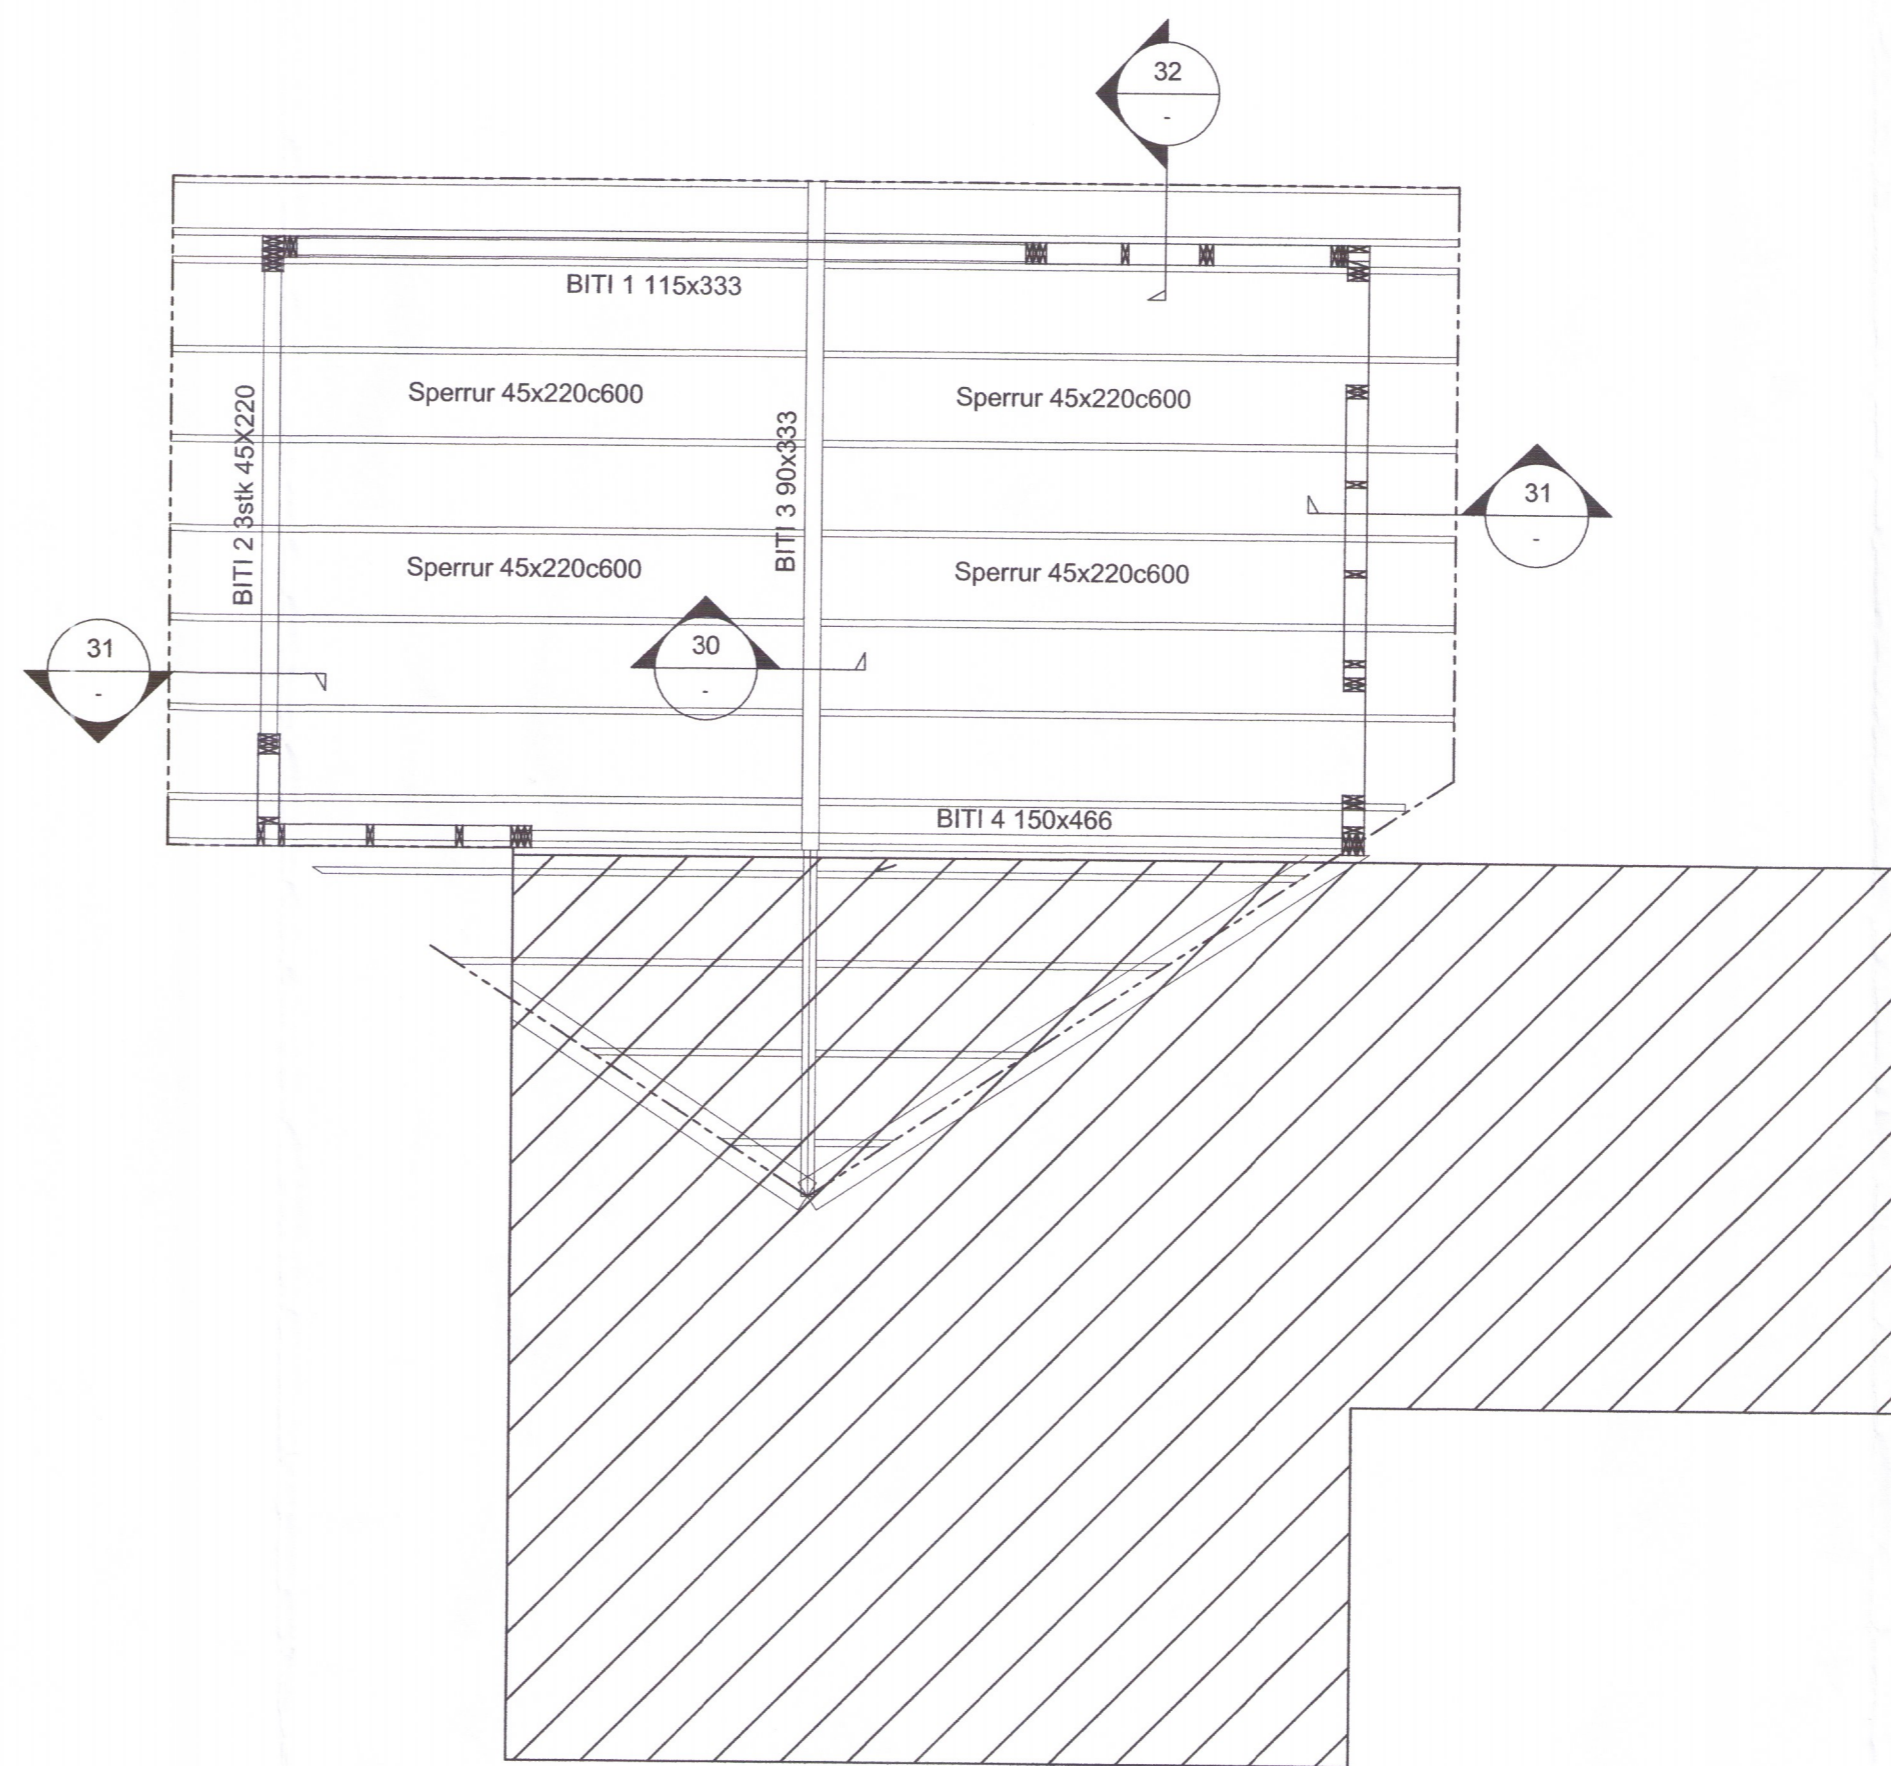 32
-
BITI 1 115x333
Sperrur 45x220c600
Sperrur 45x220c600
BITI 2 3stk 45X220
BITI 3 90x333
31
-
Sperrur 45x220c600
Sperrur 45x220c600
31
-
30
-
BITI 4 150x466